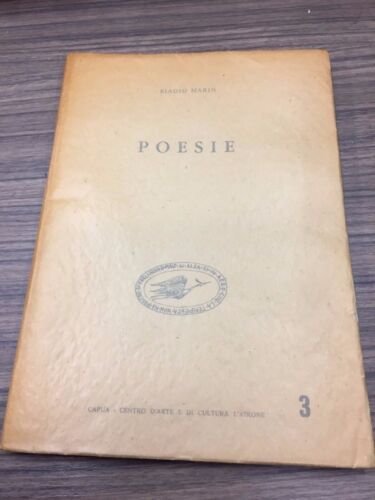 BIAGIO MARIN
POESIE
CAPUA - CENTRO D'ARTE E DI CULTURA L'AIRONE
3